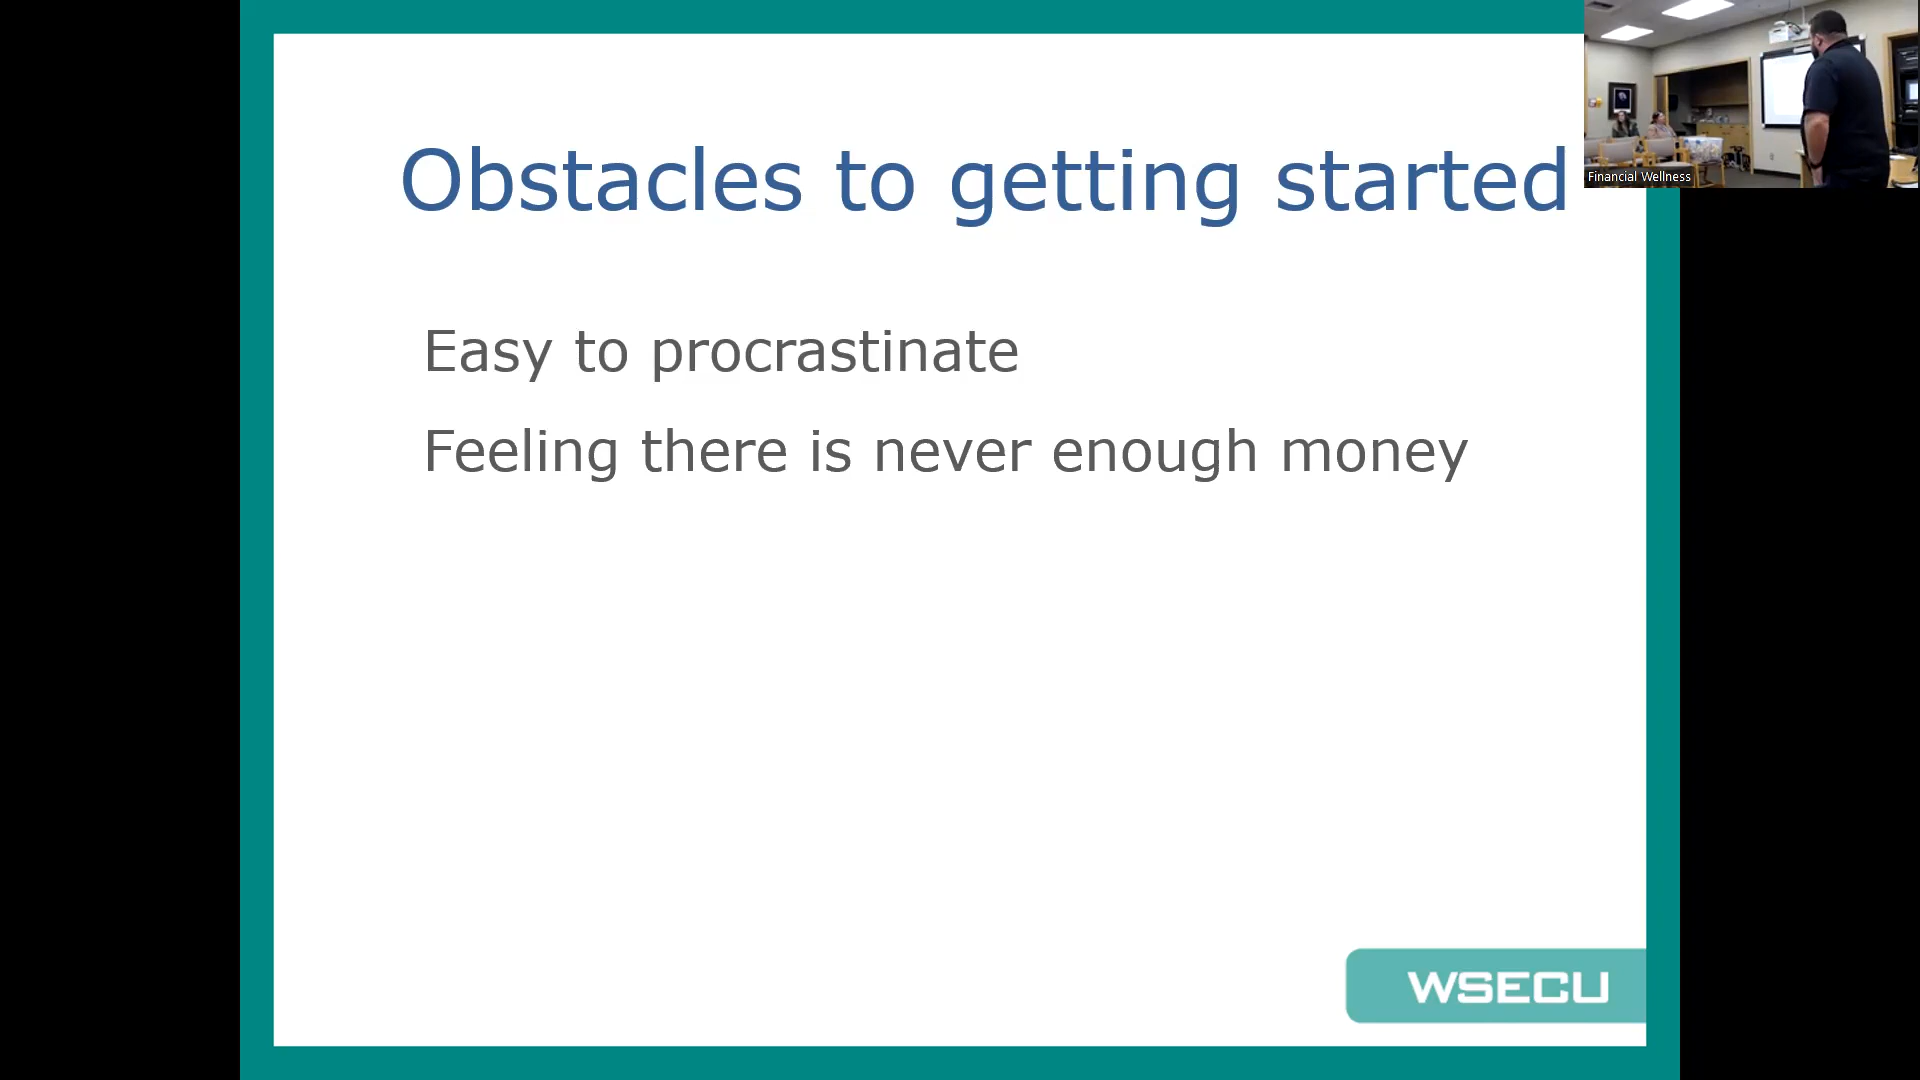 Obstacles to getting started
Financial Wellness
Easy to procrastinate
Feeling there is never enough money
WSECU